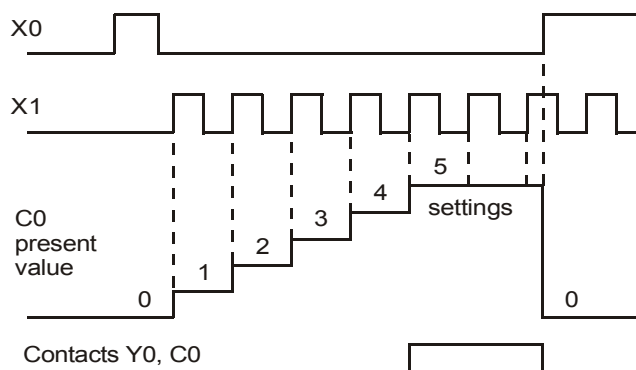 X0
X1
5
4
settings
3
C0
present
value
2
1
0
0
Contacts Y0, C0